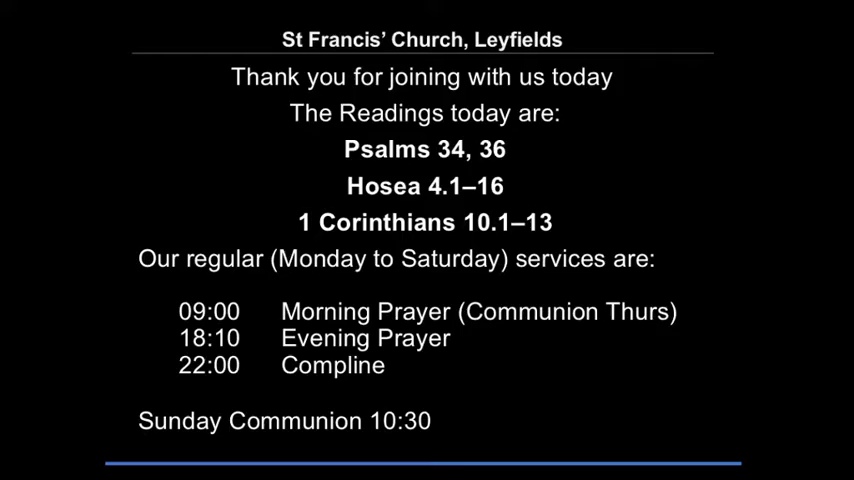 St Francis’ Church, Leyfields
Thank you for joining with us today
The Readings today are:
Psalms 34, 36
Hosea 4.1–16
1 Corinthians 10.1–13
Our regular (Monday to Saturday) services are:
09:00 Morning Prayer (Communion Thurs)
18:10 Evening Prayer
22:00 Compline
Sunday Communion 10:30